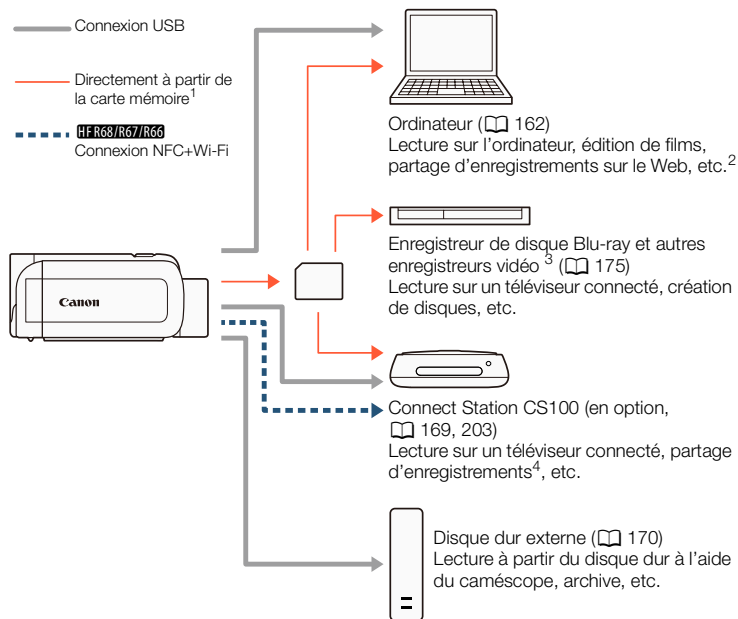 Connexion USB
Directement à partir de
la carte mémoire1
HF R68/R67/R66
Connexion NFC+Wi-Fi
Canon
Ordinateur (162)
Lecture sur l'ordinateur, édition de films,
partage d'enregistrements sur le Web, etc.2
Enregistreur de disque Blu-ray et autres
enregistreurs vidéo 3 (175)
Lecture sur un téléviseur connecté, création
de disques, etc.
Connect Station CS100 (en option,
169, 203)
Lecture sur un téléviseur connecté, partage
d'enregistrements4, etc.
Disque dur externe (170)
Lecture à partir du disque dur à l'aide
du caméscope, archive, etc.